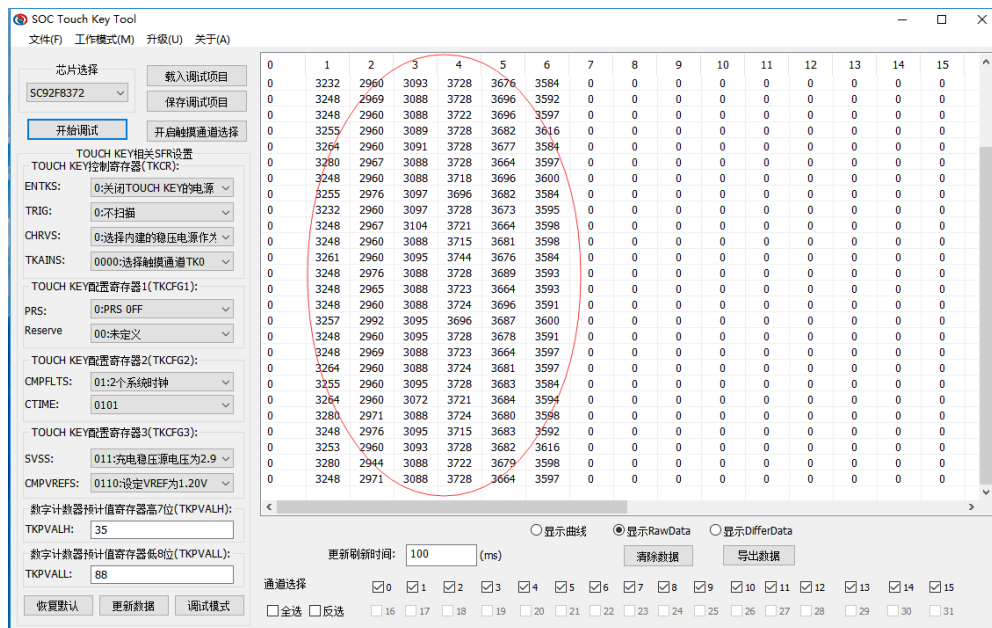 SOC Touch Key Tool
文件(F) 工作模式(M) 升级(U) 关于(A)
芯片选择
SC92F8372
载入调试项目
保存调试项目
开始调试
开启触摸通道选择
TOUCH KEY相关SFR设置
TOUCH KEY控制寄存器(TKCR):
ENTKS: 0:关闭TOUCH KEY的电源
TRIG: 0:不扫描
CHRVS: 0:选择内建的稳压电源作为
TKAINS: 0000:选择触摸通道TK0
TOUCH KEY配置寄存器1(TKCFG1):
PRS: 0:PRS OFF
Reserve 00:未定义
TOUCH KEY配置寄存器2(TKCFG2):
CMPFLTS: 01:2个系统时钟
CTIME: 0101
TOUCH KEY配置寄存器3(TKCFG3):
SVSS: 011:充电稳压源电压为2.9
CMPVREFS: 0110:设定VREF为1.20V
数字计数器预计值寄存器高7位(TKPVALH):
TKPVALH: 35
数字计数器预计值寄存器低8位(TKPVALL):
TKPVALL: 88
恢复默认 更新数据 调试模式
0 1 2 3 4 5 6 7 8 9 10 11 12 13 14 15
0 3232 2960 3093 3728 3676 3584 0 0 0 0 0 0 0 0 0
0 3248 2969 3088 3728 3696 3592 0 0 0 0 0 0 0 0 0
0 3248 2960 3088 3722 3696 3597 0 0 0 0 0 0 0 0 0
0 3255 2960 3089 3728 3682 3616 0 0 0 0 0 0 0 0 0
0 3264 2960 3091 3728 3677 3584 0 0 0 0 0 0 0 0 0
0 3280 2967 3088 3728 3664 3597 0 0 0 0 0 0 0 0 0
0 3248 2960 3088 3718 3696 3600 0 0 0 0 0 0 0 0 0
0 3255 2976 3097 3696 3682 3584 0 0 0 0 0 0 0 0 0
0 3232 2960 3097 3728 3673 3595 0 0 0 0 0 0 0 0 0
0 3248 2967 3104 3721 3664 3598 0 0 0 0 0 0 0 0 0
0 3248 2960 3088 3715 3681 3598 0 0 0 0 0 0 0 0 0
0 3261 2960 3095 3744 3676 3584 0 0 0 0 0 0 0 0 0
0 3248 2976 3088 3728 3689 3593 0 0 0 0 0 0 0 0 0
0 3248 2965 3088 3723 3664 3593 0 0 0 0 0 0 0 0 0
0 3248 2960 3088 3724 3696 3591 0 0 0 0 0 0 0 0 0
0 3257 2992 3095 3696 3687 3600 0 0 0 0 0 0 0 0 0
0 3248 2960 3095 3728 3678 3591 0 0 0 0 0 0 0 0 0
0 3248 2969 3088 3723 3664 3597 0 0 0 0 0 0 0 0 0
0 3264 2960 3088 3724 3681 3597 0 0 0 0 0 0 0 0 0
0 3255 2960 3095 3728 3683 3584 0 0 0 0 0 0 0 0 0
0 3264 2960 3072 3721 3684 3594 0 0 0 0 0 0 0 0 0
0 3280 2971 3088 3724 3680 3598 0 0 0 0 0 0 0 0 0
0 3248 2976 3095 3715 3683 3592 0 0 0 0 0 0 0 0 0
0 3253 2960 3093 3728 3682 3616 0 0 0 0 0 0 0 0 0
0 3280 2944 3088 3722 3679 3598 0 0 0 0 0 0 0 0 0
0 3248 2971 3088 3728 3664 3597 0 0 0 0 0 0 0 0 0
显示曲线 显示RawData 显示DifferData
更新刷新时间: 100 (ms) 清除数据 导出数据
通道选择 0 1 2 3 4 5 6 7 8 9 10 11 12 13 14 15
全选 反选 16 17 18 19 20 21 22 23 24 25 26 27 28 29 30 31